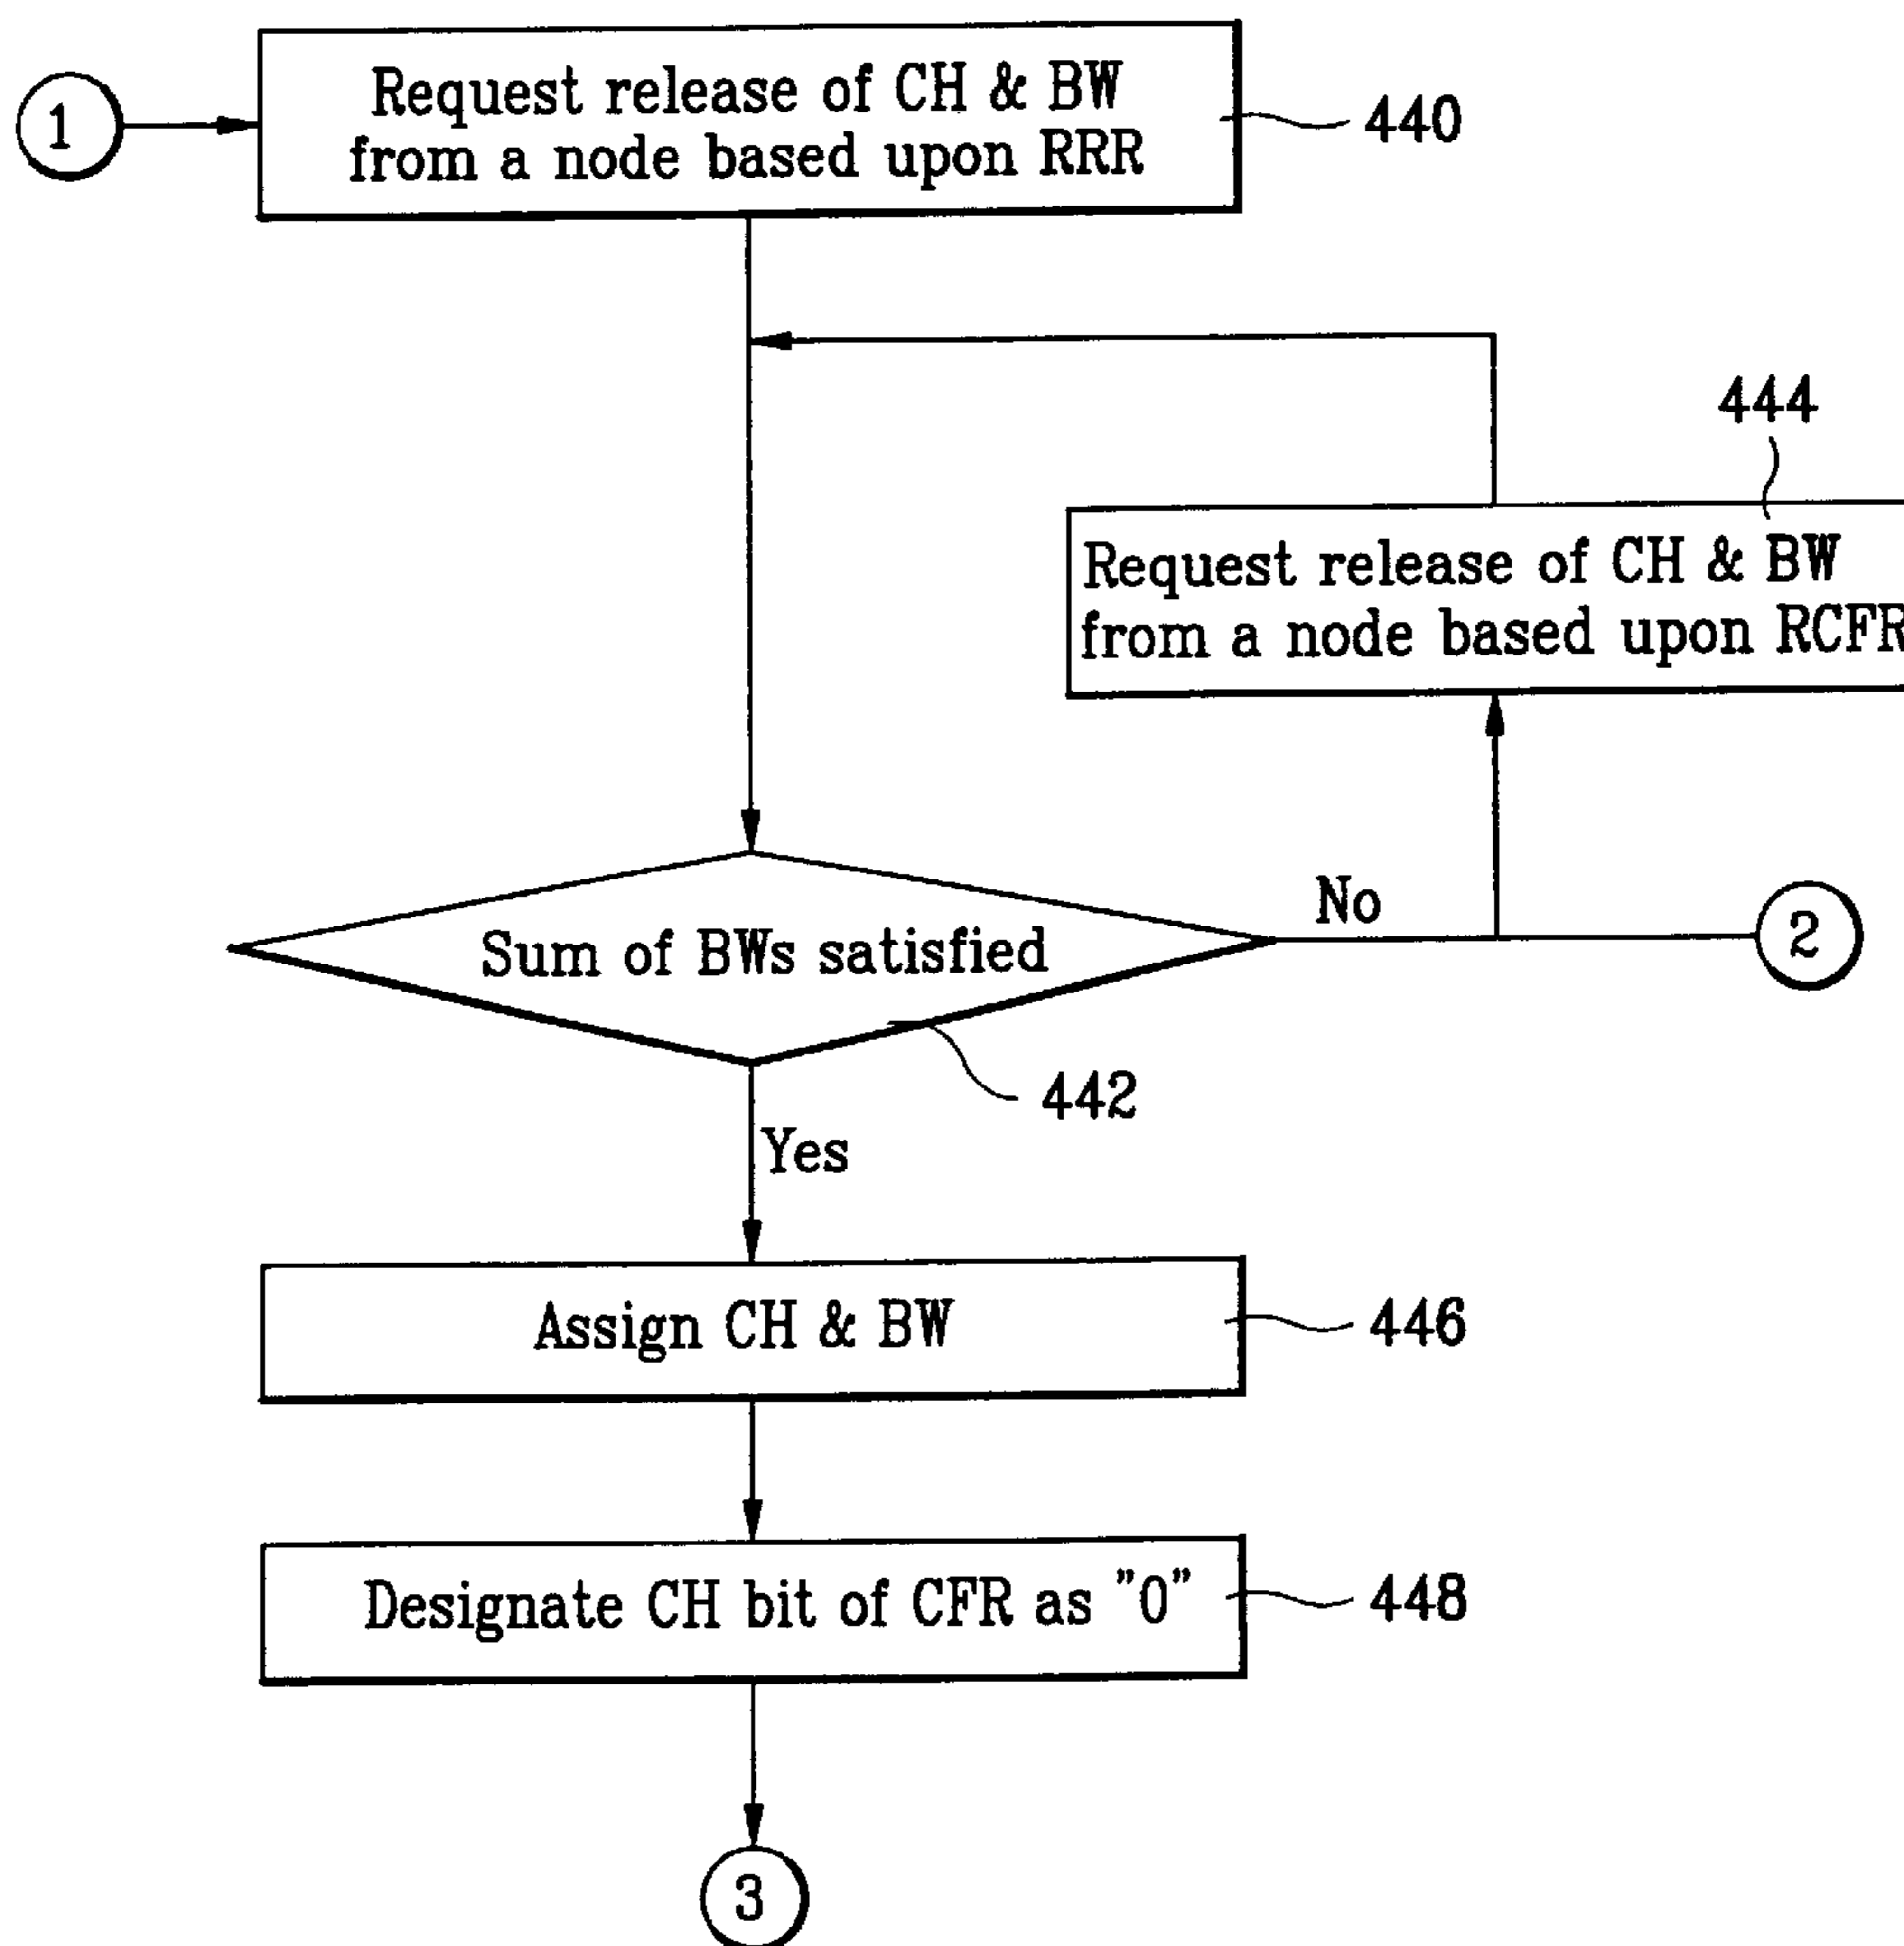 1
Request release of CH & BW
from a node based upon RRR
440
444
Request release of CH & BW
from a node based upon RCFR
No
2
Sum of BWs satisfied
442
Yes
Assign CH & BW
446
Designate CH bit of CFR as "0"
448
3